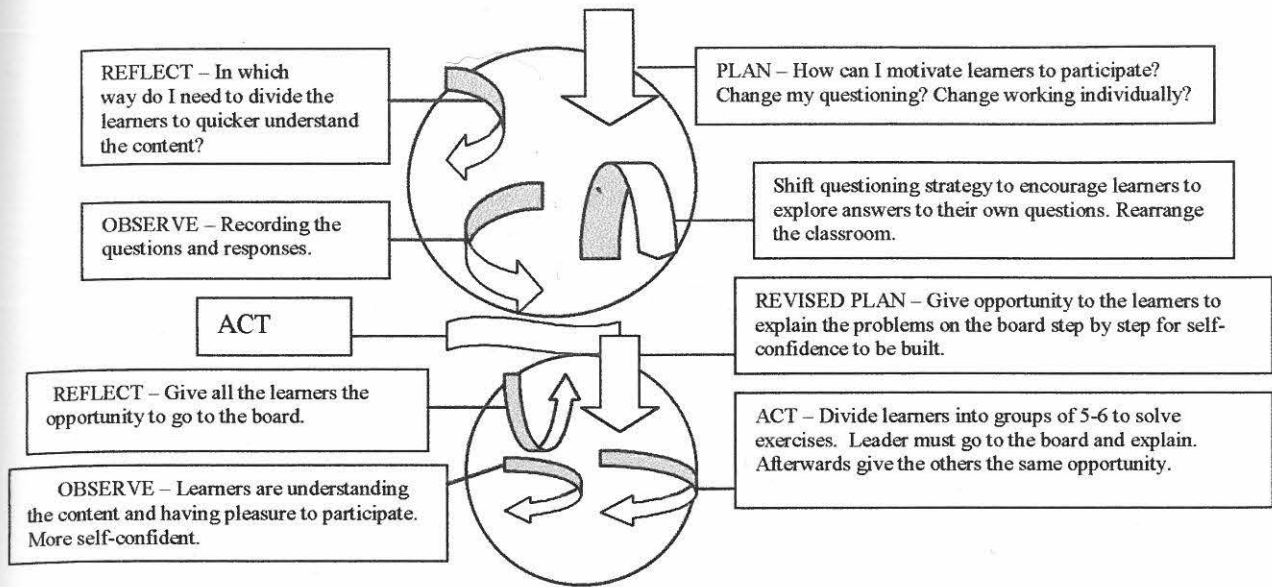 REFLECT – In which
way do I need to divide the
learners to quicker understand
the content?
PLAN – How can I motivate learners to participate?
Change my questioning? Change working individually?
Shift questioning strategy to encourage learners to
explore answers to their own questions. Rearrange
the classroom.
OBSERVE – Recording the
questions and responses.
ACT
REVISED PLAN – Give opportunity to the learners to
explain the problems on the board step by step for self-
confidence to be built.
REFLECT – Give all the learners the
opportunity to go to the board.
ACT – Divide learners into groups of 5-6 to solve
exercises. Leader must go to the board and explain.
Afterwards give the others the same opportunity.
OBSERVE – Learners are understanding
the content and having pleasure to participate.
More self-confident.